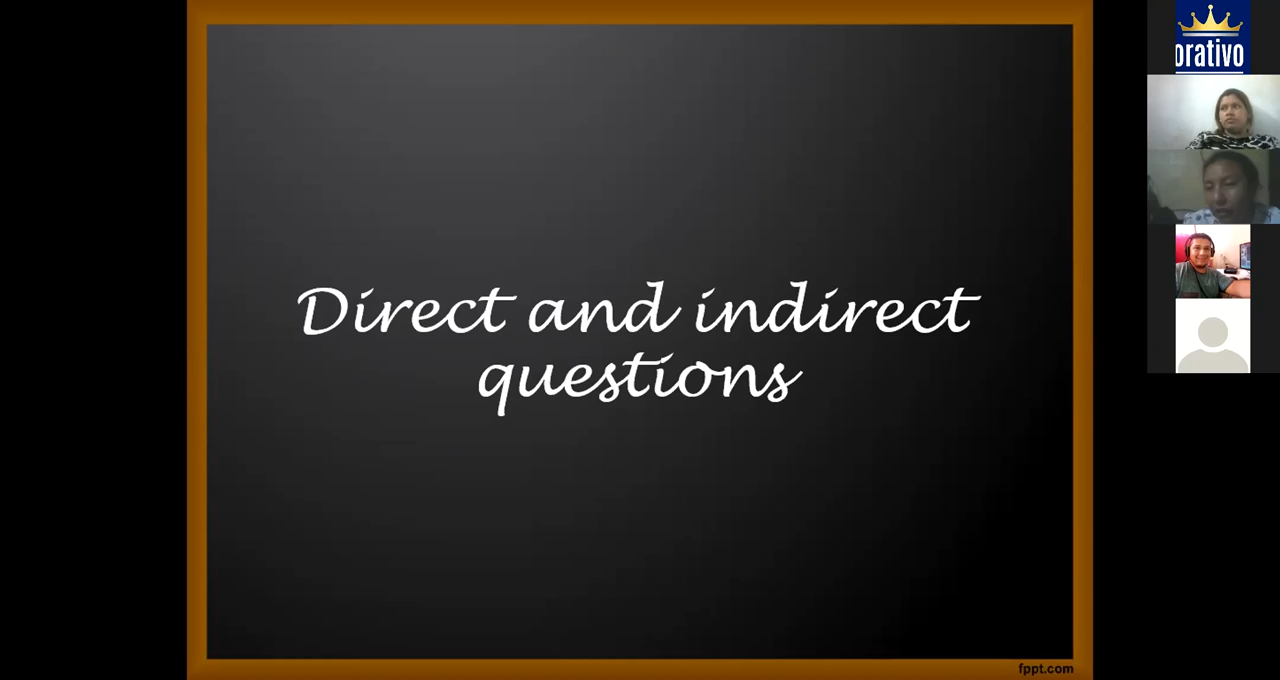 Direct and indirect
questions
fppt.com
orativo